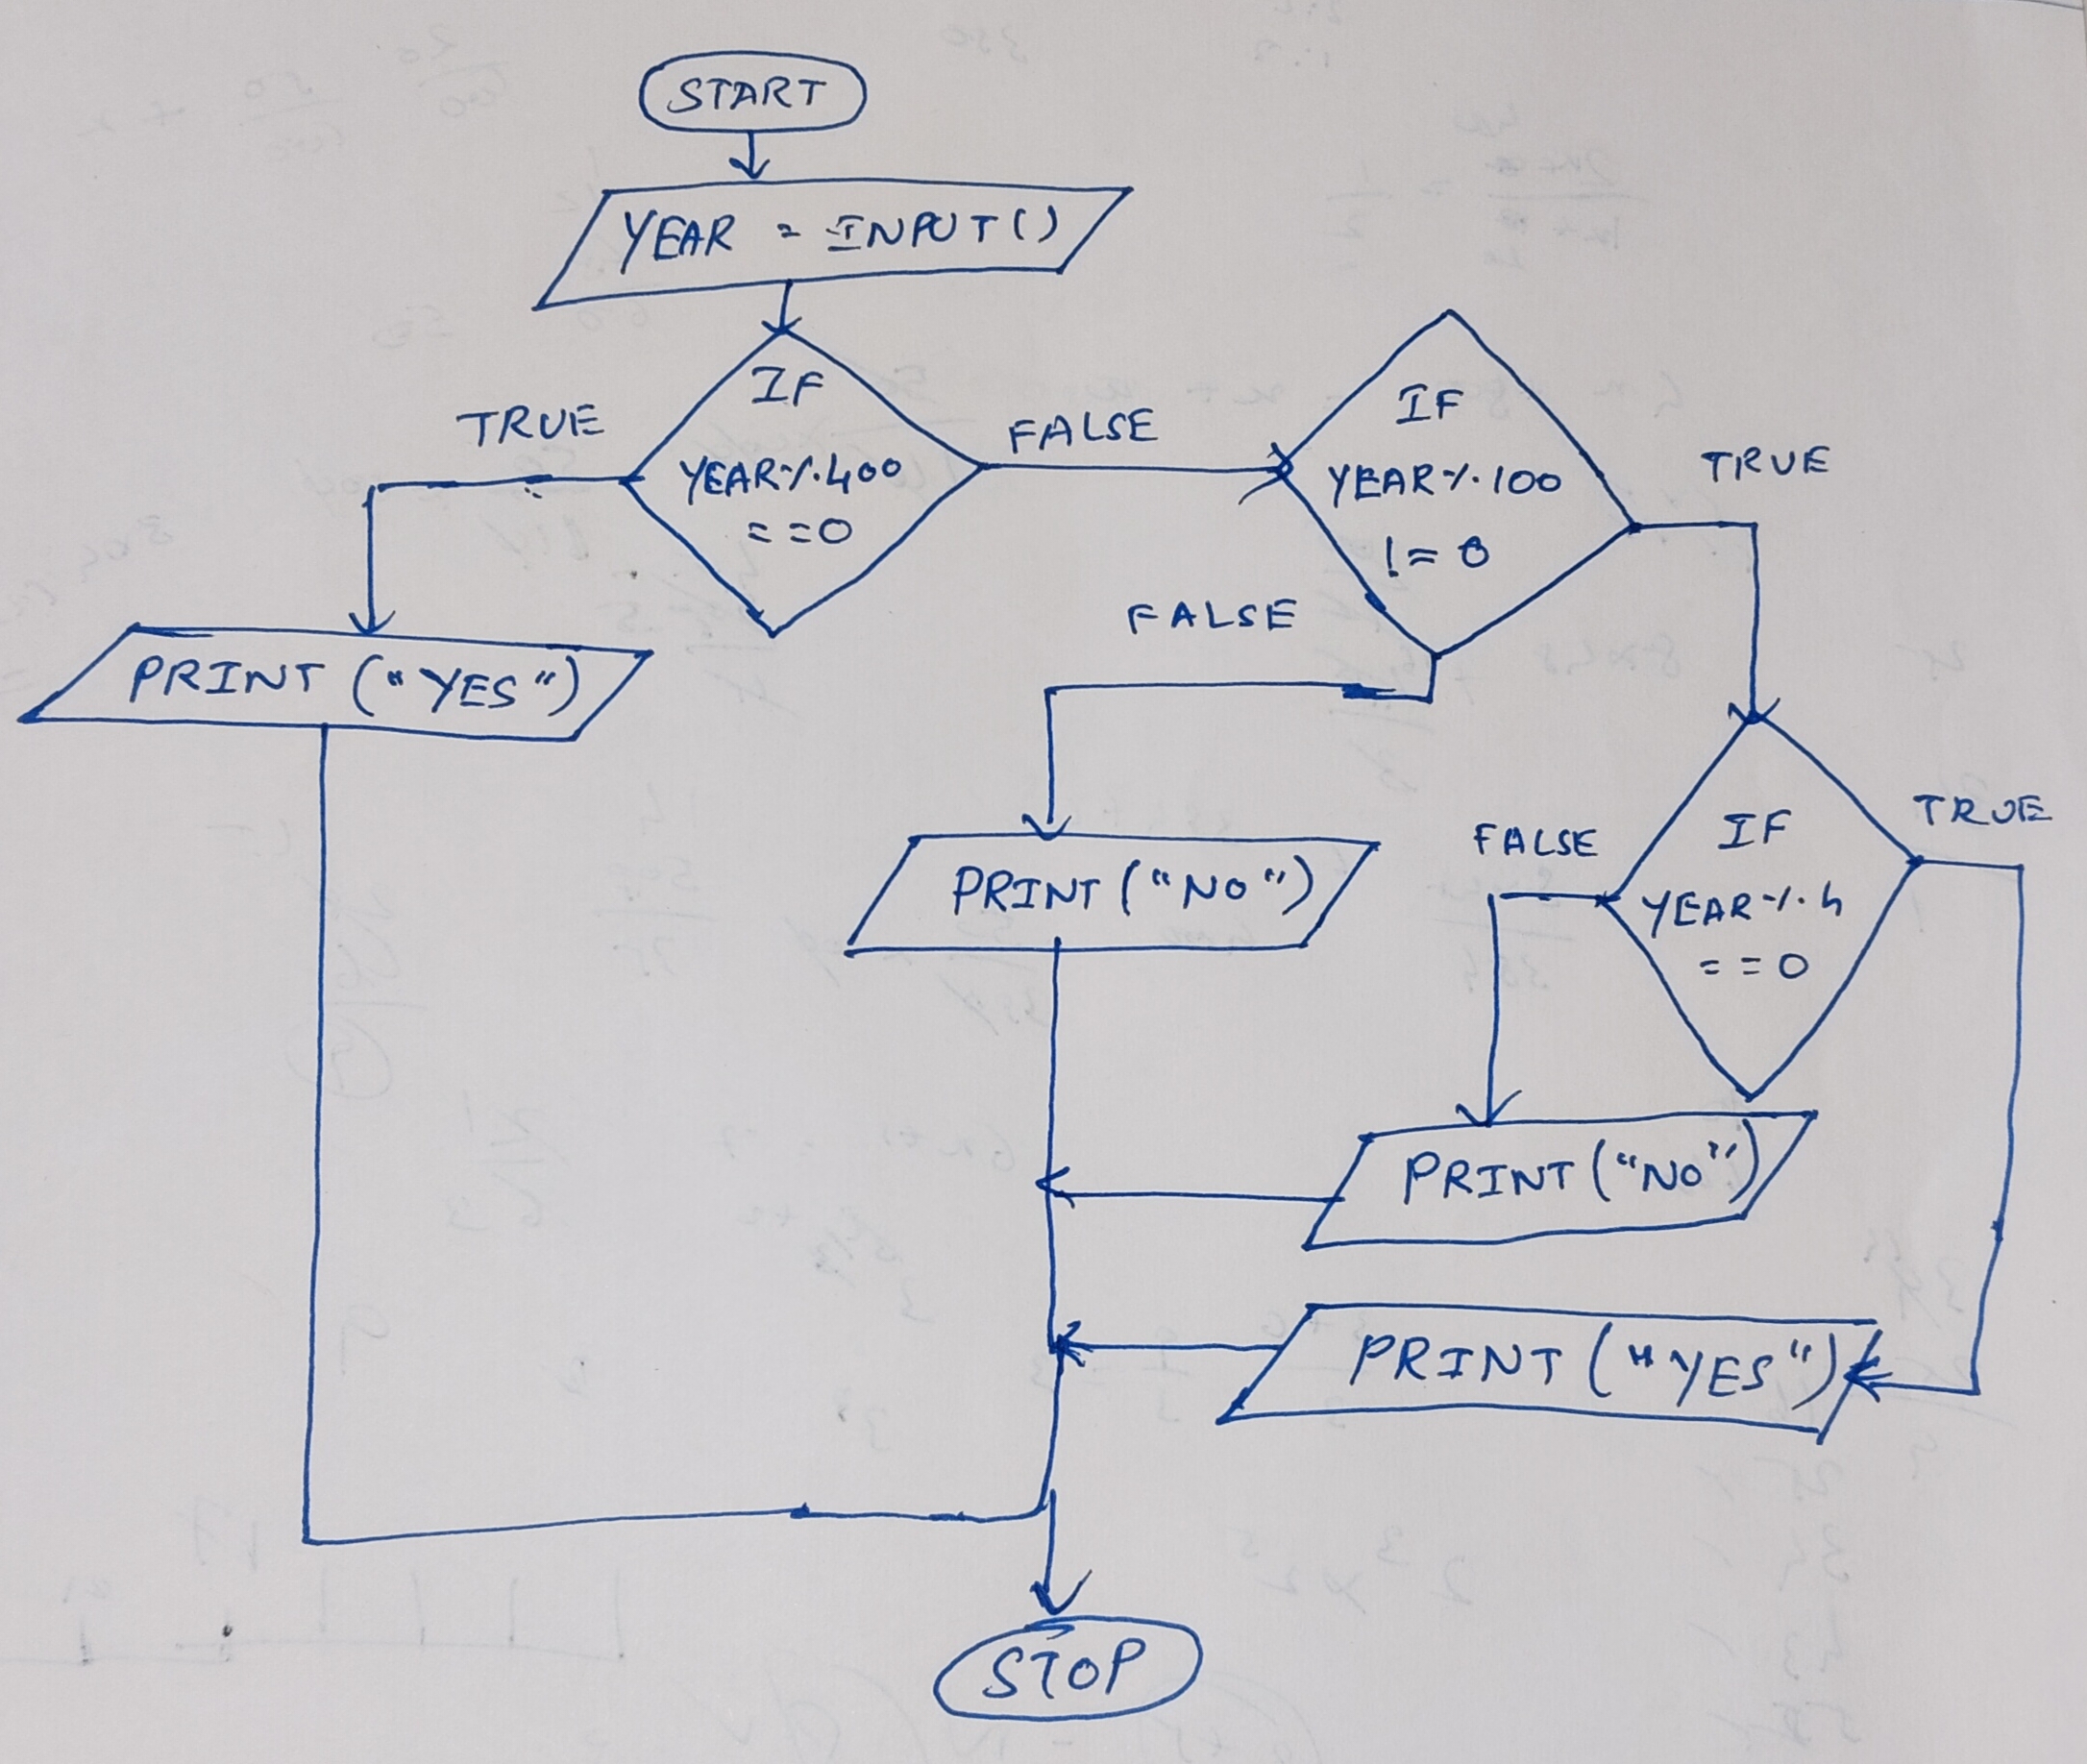 START
YEAR = INPUT()
IF
YEAR%400
==0
TRUE
FALSE
IF
YEAR%100
!= 0
TRUE
FALSE
PRINT ("YES")
PRINT ("NO")
IF
YEAR%4
==0
FALSE
TRUE
PRINT ("NO")
PRINT ("YES")
STOP